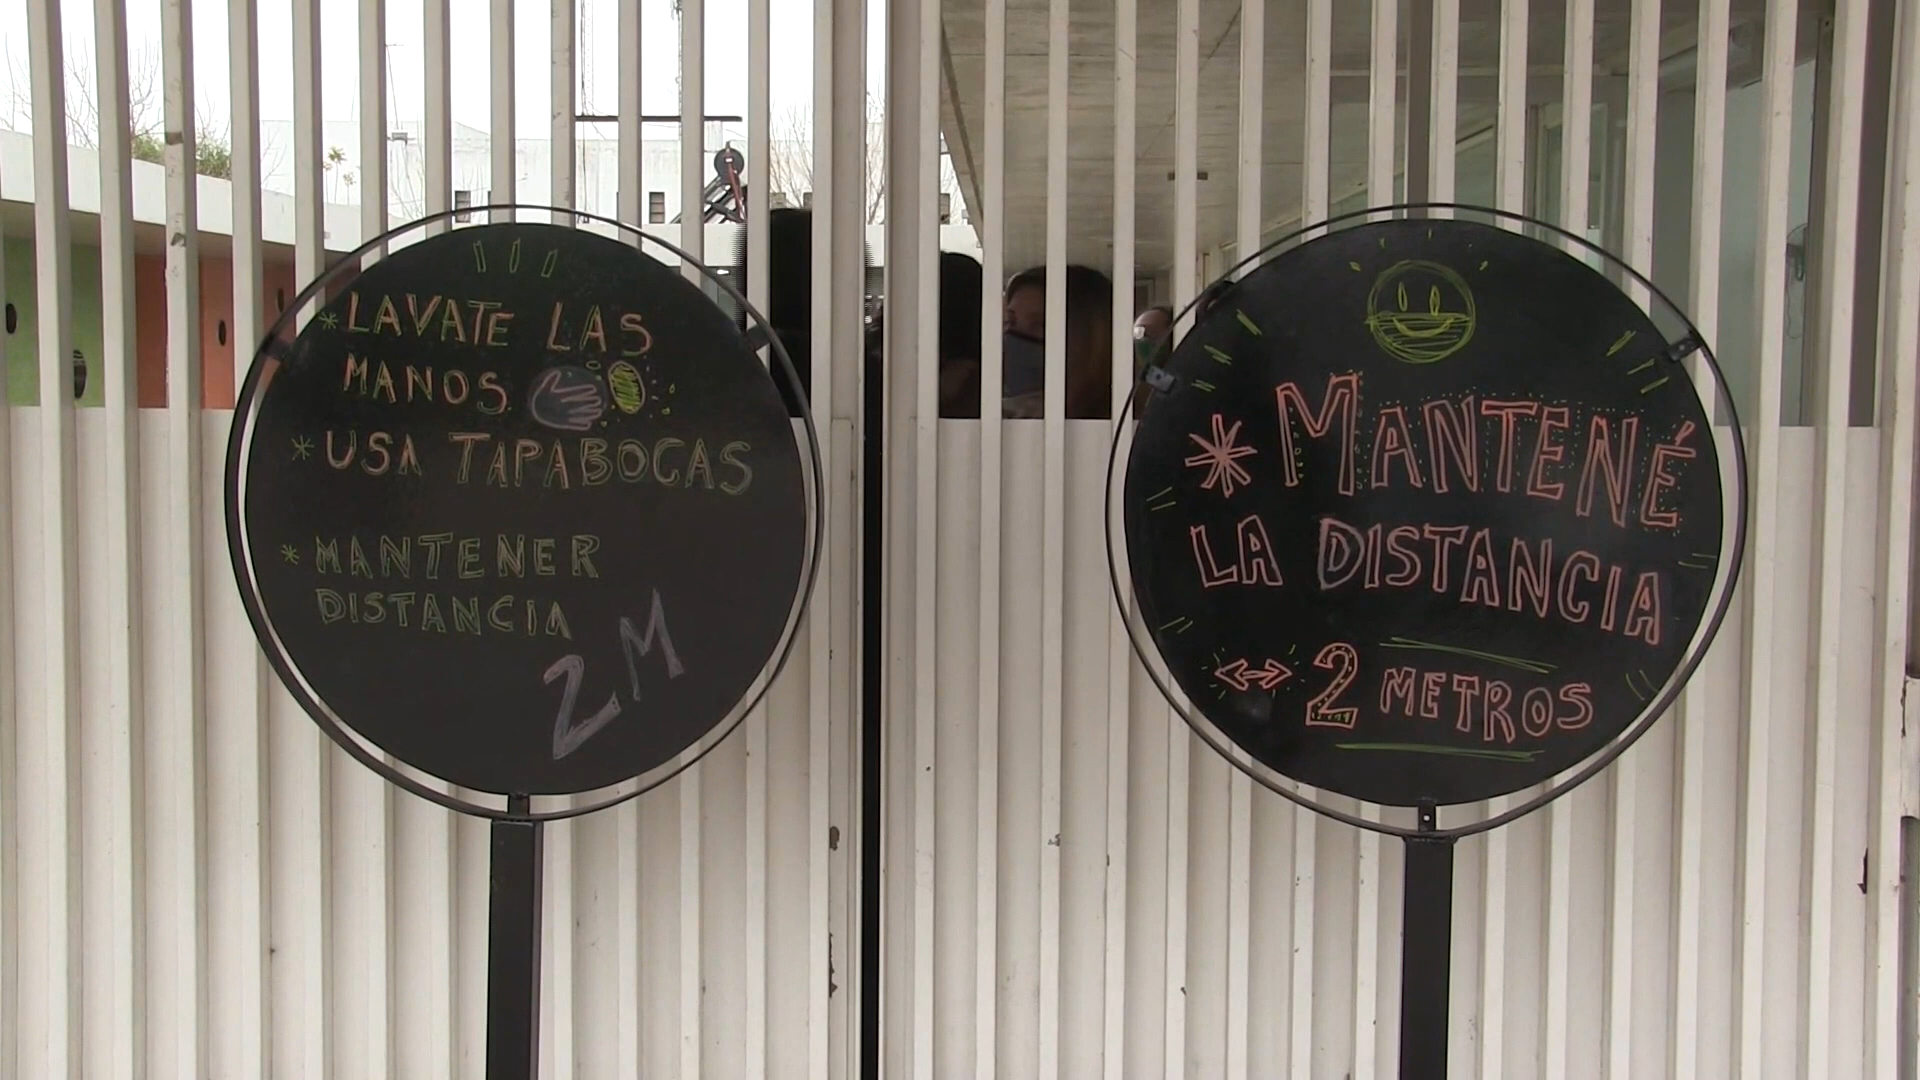 *LAVATE LAS
MANOS
*USA TAPABOCAS
*MANTENER
DISTANCIA
2M
*MANTENÉ
LA DISTANCIA
↔ 2 METROS